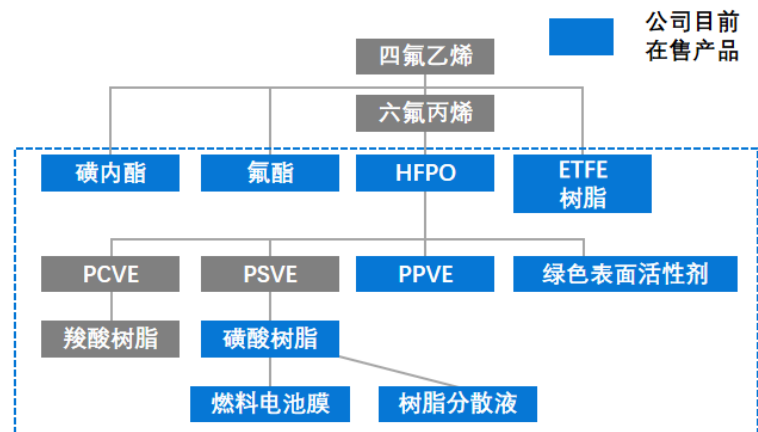 公司目前
在售产品
四氟乙烯
六氟丙烯
磺内酯
氟酯
HFPO
ETFE
树脂
PCVE
PSVE
PPVE
绿色表面活性剂
羧酸树脂
磺酸树脂
燃料电池膜
树脂分散液